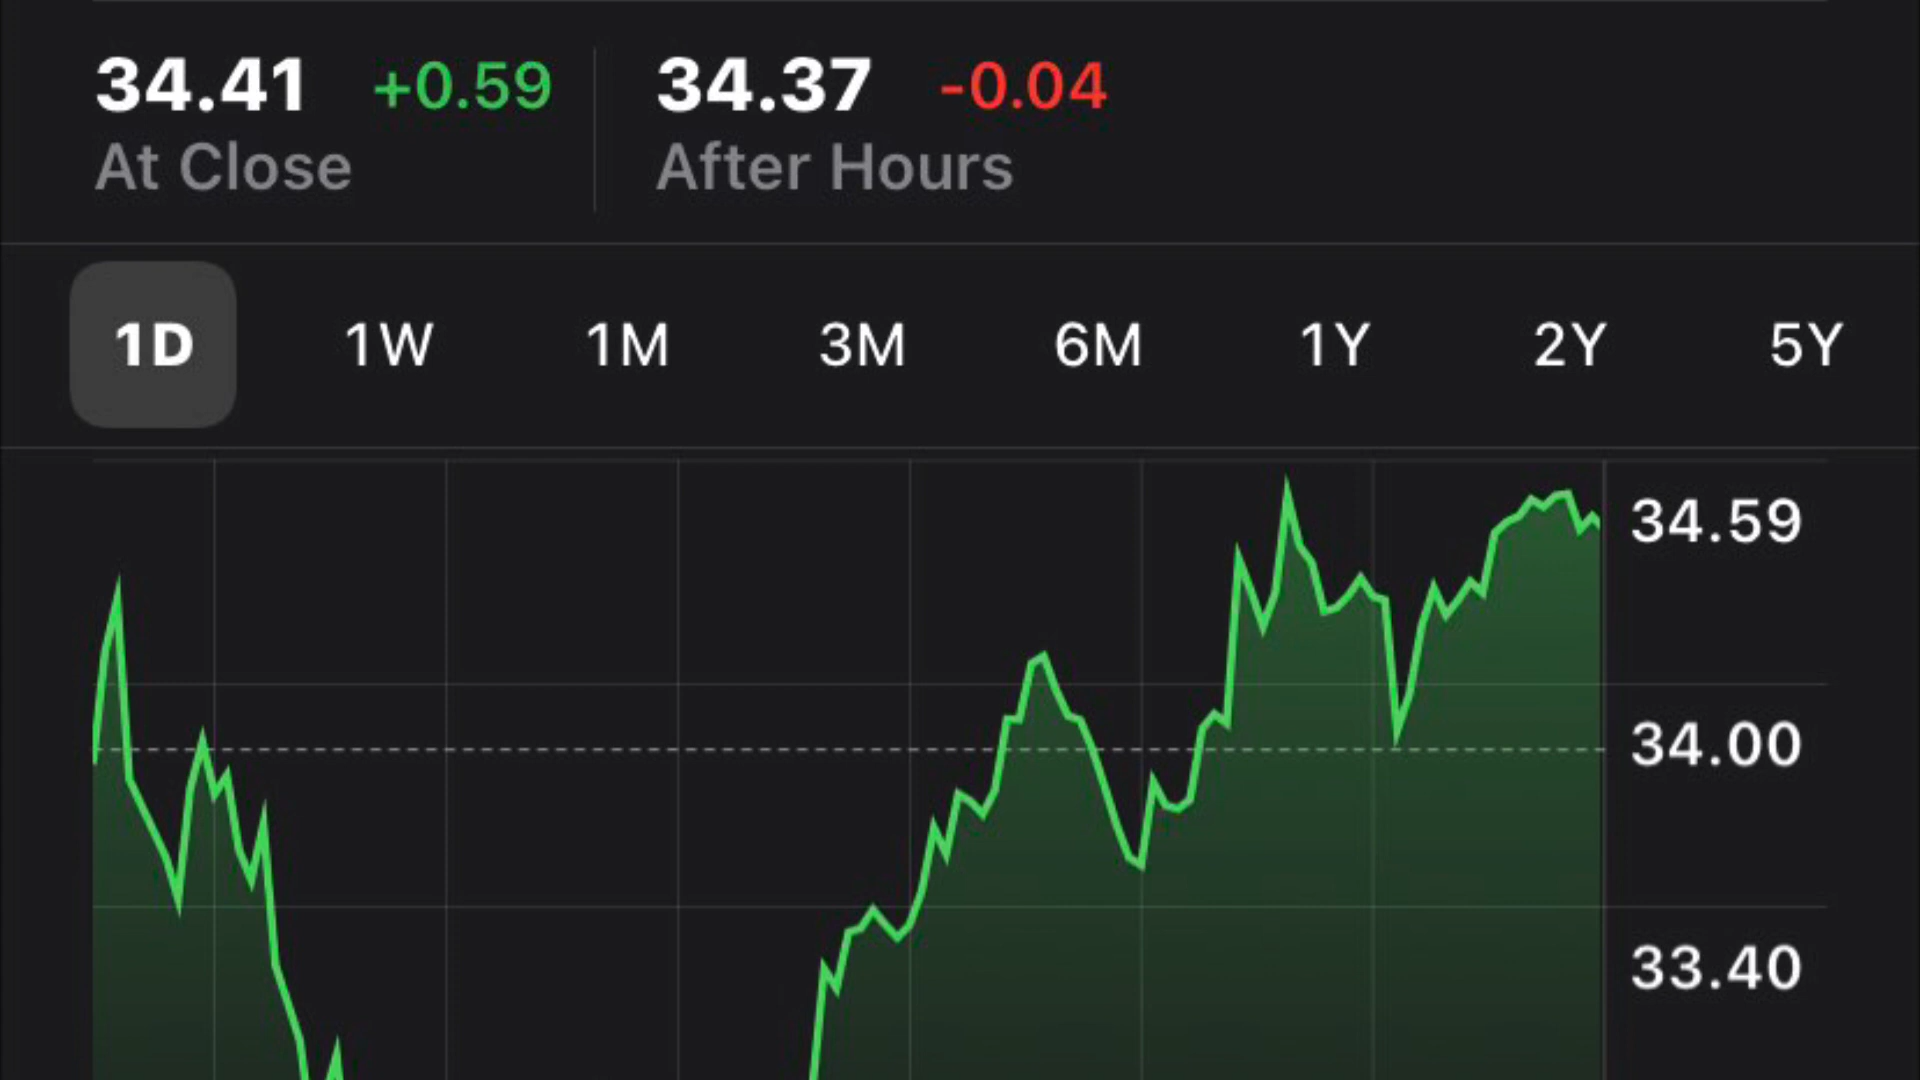 34.41 +0.59 34.37 -0.04
At Close After Hours
1D 1W 1M 3M 6M 1Y 2Y 5Y
34.59
34.00
33.40